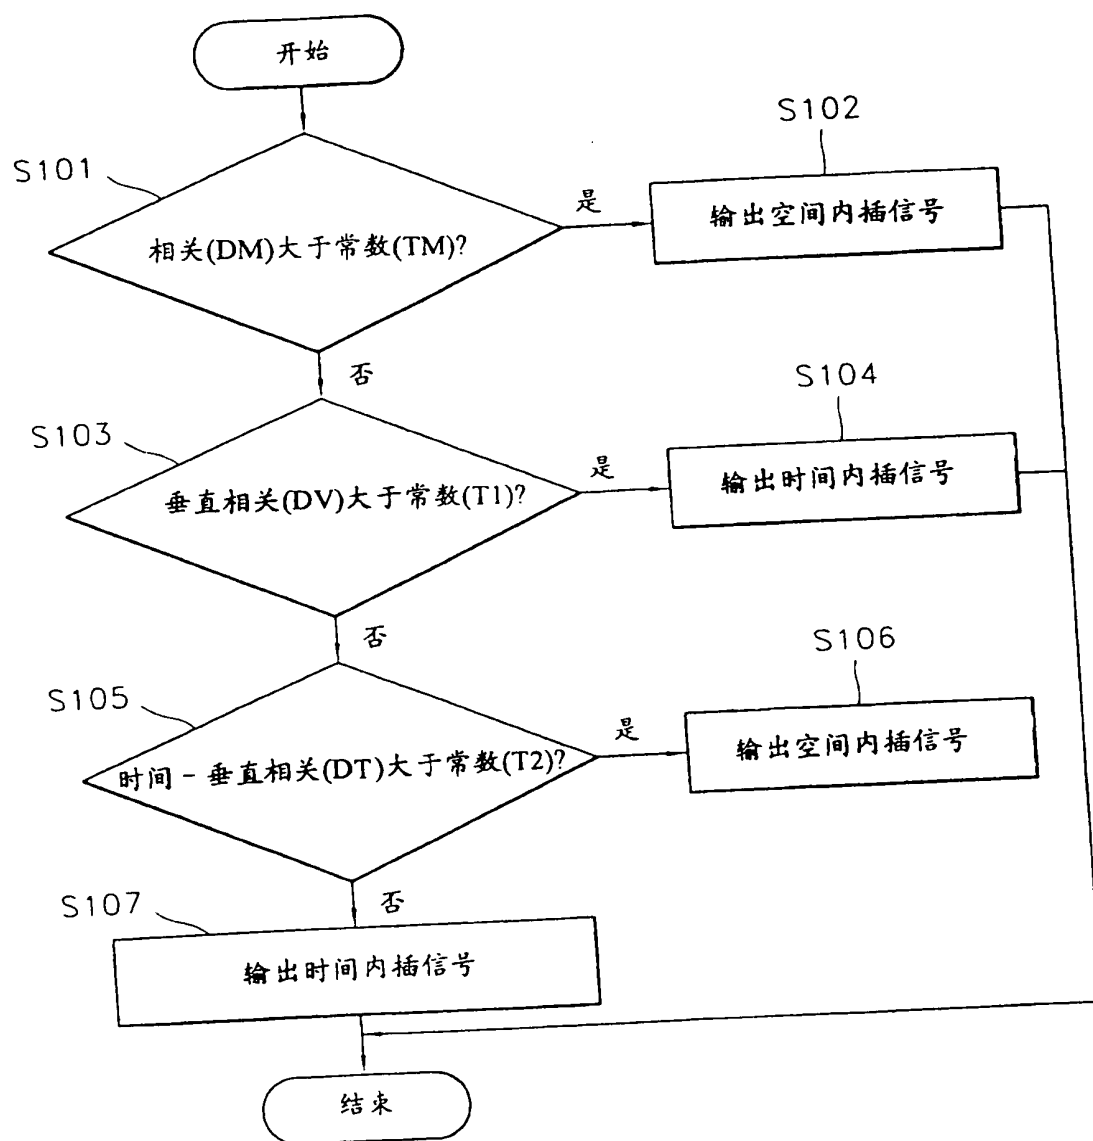 开始
S101
相关(DM)大于常数(TM)?
是
S102
输出空间内插信号
否
S103
垂直相关(DV)大于常数(T1)?
是
S104
输出时间内插信号
否
S105
时间-垂直相关(DT)大于常数(T2)?
是
S106
输出空间内插信号
否
S107
输出时间内插信号
结束